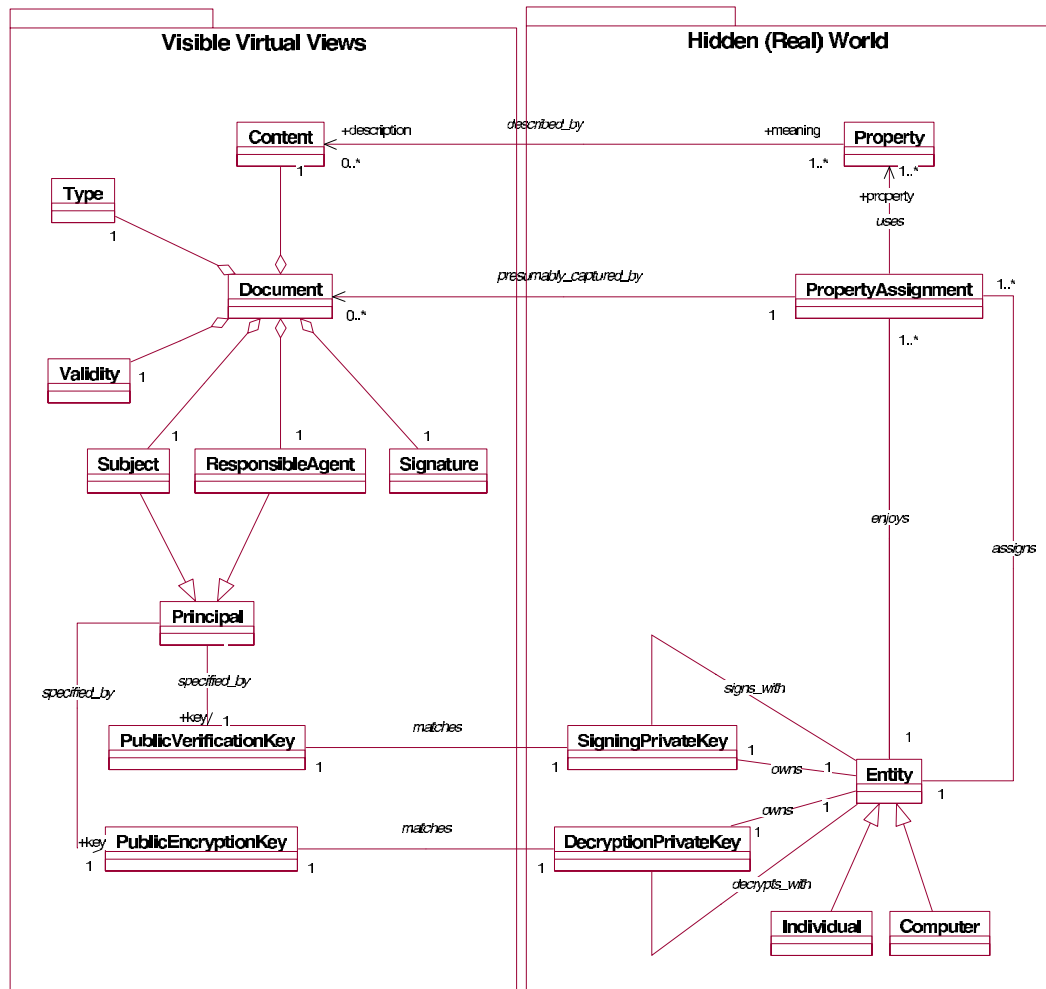 Visible Virtual Views
Hidden (Real) World
Content
+description
described_by
+meaning
Property
1
0..*
1..*
1..*
Type
+property
1
uses
Document
presumably_captured_by
PropertyAssignment
1..*
0..*
1
1..*
Validity
1
1
1
1
Subject
ResponsibleAgent
Signature
enjoys
assigns
Principal
specified_by
specified_by
signs_with
+key
1
matches
PublicVerificationKey
SigningPrivateKey
1
1
1
1
1
owns
Entity
1
owns
1
1
matches
+key
PublicEncryptionKey
DecryptionPrivateKey
1
1
1
decrypts_with
Individual
Computer